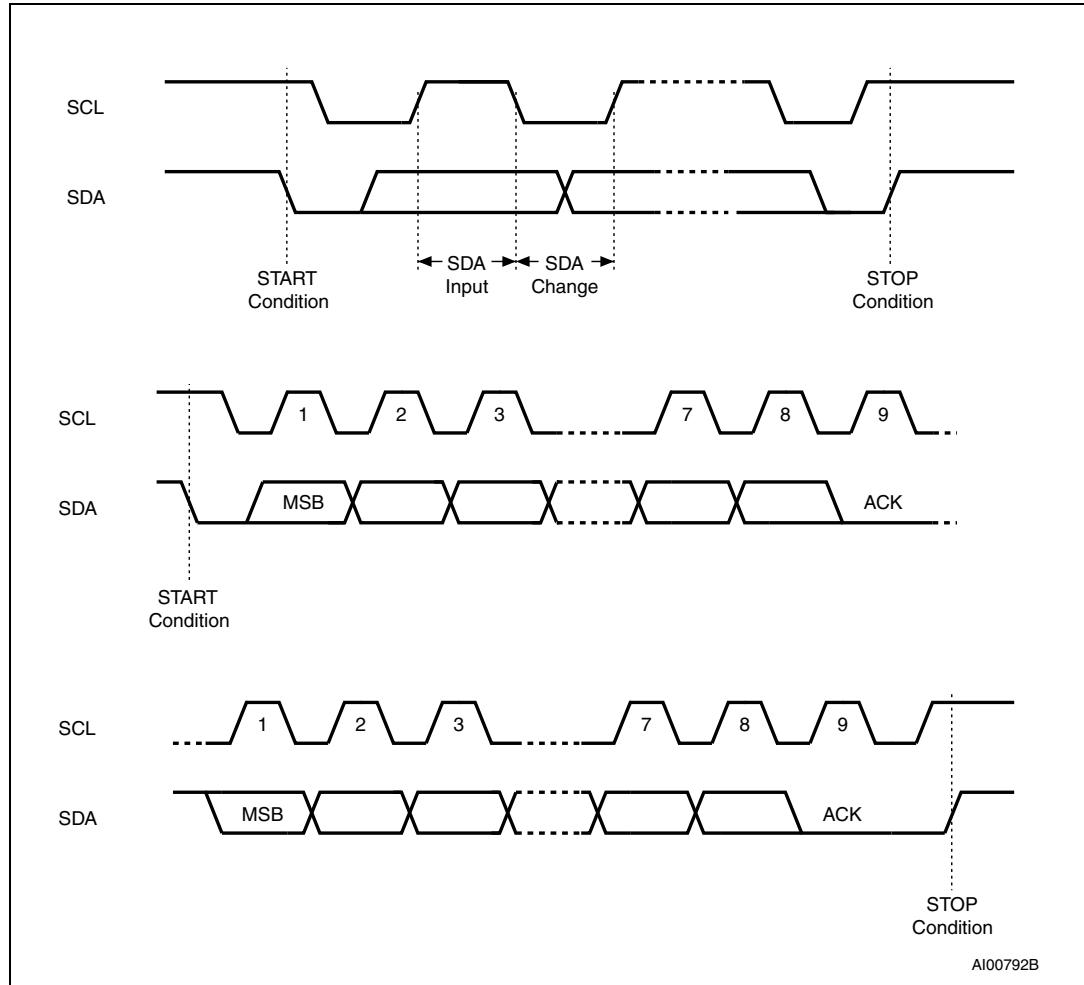 SCL
SDA
SDA
Input
SDA
Change
START
Condition
STOP
Condition
SCL
1 2 3 7 8 9
SDA
MSB
ACK
START
Condition
SCL
1 2 3 7 8 9
SDA
MSB
ACK
STOP
Condition
AI00792B